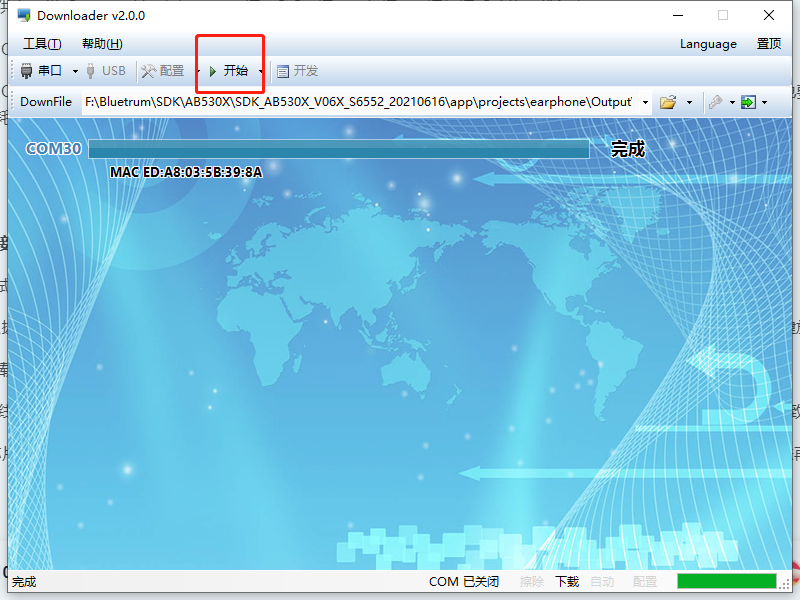 Downloader v2.0.0
工具(T) 帮助(H) Language 置顶
串口 USB 配置 开始 开发
DownFile F:\Bluetrum\SDK\AB530X\SDK_AB530X_V06X_S6552_20210616\app\projects\earphone\Output\
COM30 完成
MAC ED:A8:03:5B:39:8A
完成 COM 已关闭 擦除 下载 自动 配置